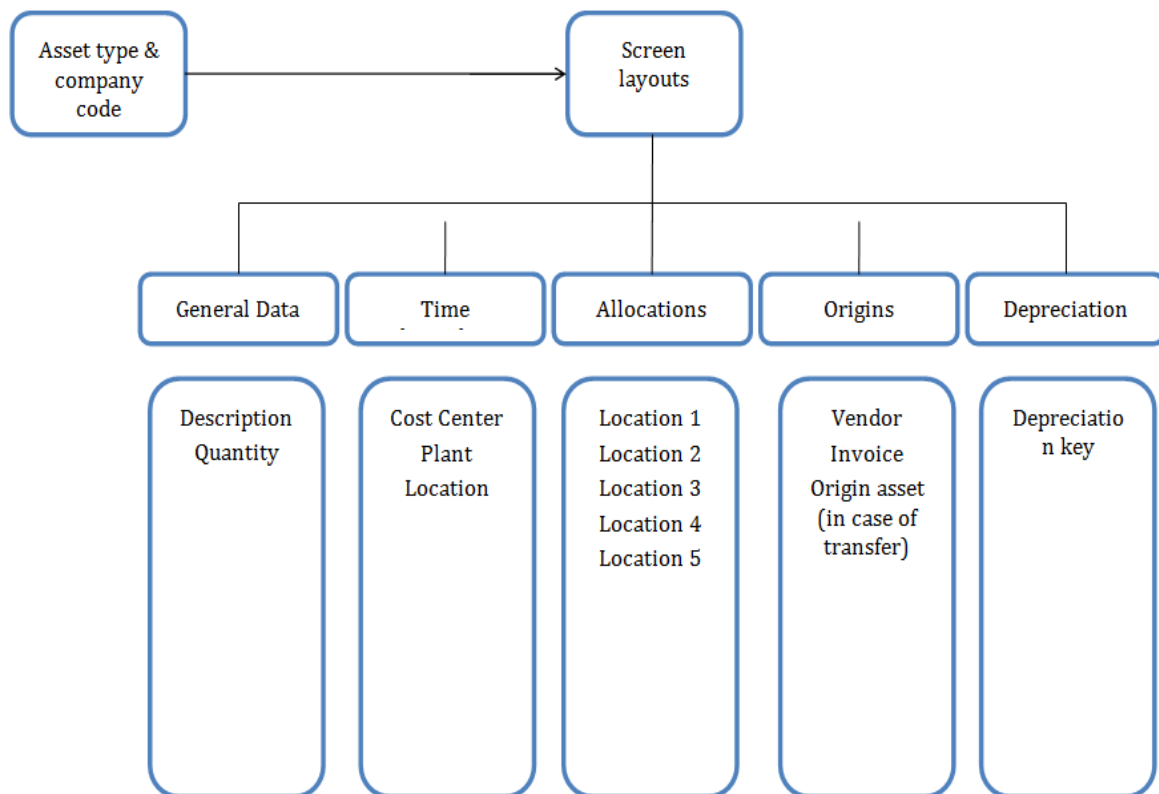 Asset type &
company
code
Screen
layouts
General Data
Time
Allocations
Origins
Depreciation
Description
Quantity
Cost Center
Plant
Location
Location 1
Location 2
Location 3
Location 4
Location 5
Vendor
Invoice
Origin asset
(in case of
transfer)
Depreciatio
n key